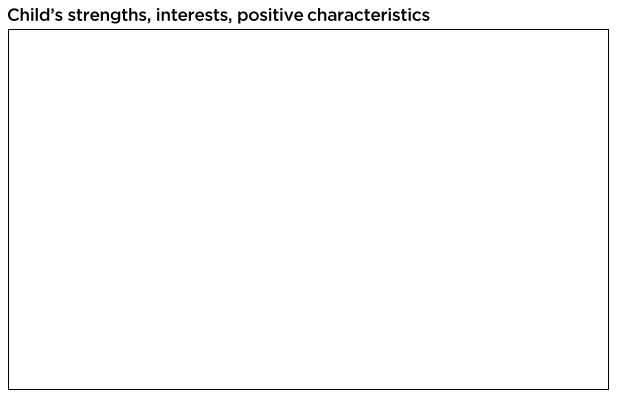 Child’s strengths, interests, positive characteristics